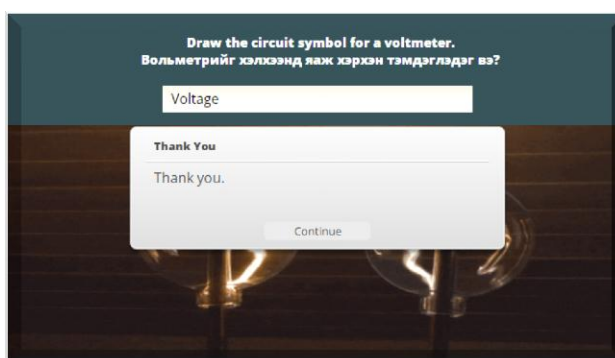 Draw the circuit symbol for a voltmeter.
Вольметрийг хэлхээнд яаж хэрхэн тэмдэглэдэг вэ?
Voltage
Thank You
Thank you.
Continue